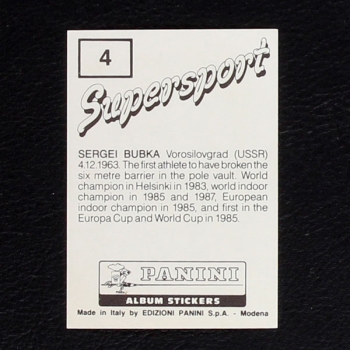 4
Supersport
SERGEI BUBKA Vorosilovgrad (USSR)
4.12.1963. The first athlete to have broken the
six metre barrier in the pole vault. World
champion in Helsinki in 1983, world indoor
champion in 1985 and 1987, European
indoor champion in 1985, and first in the
Europa Cup and World Cup in 1985.
PANINI
ALBUM STICKERS
Made in Italy by EDIZIONI PANINI S.p.A. - Modena